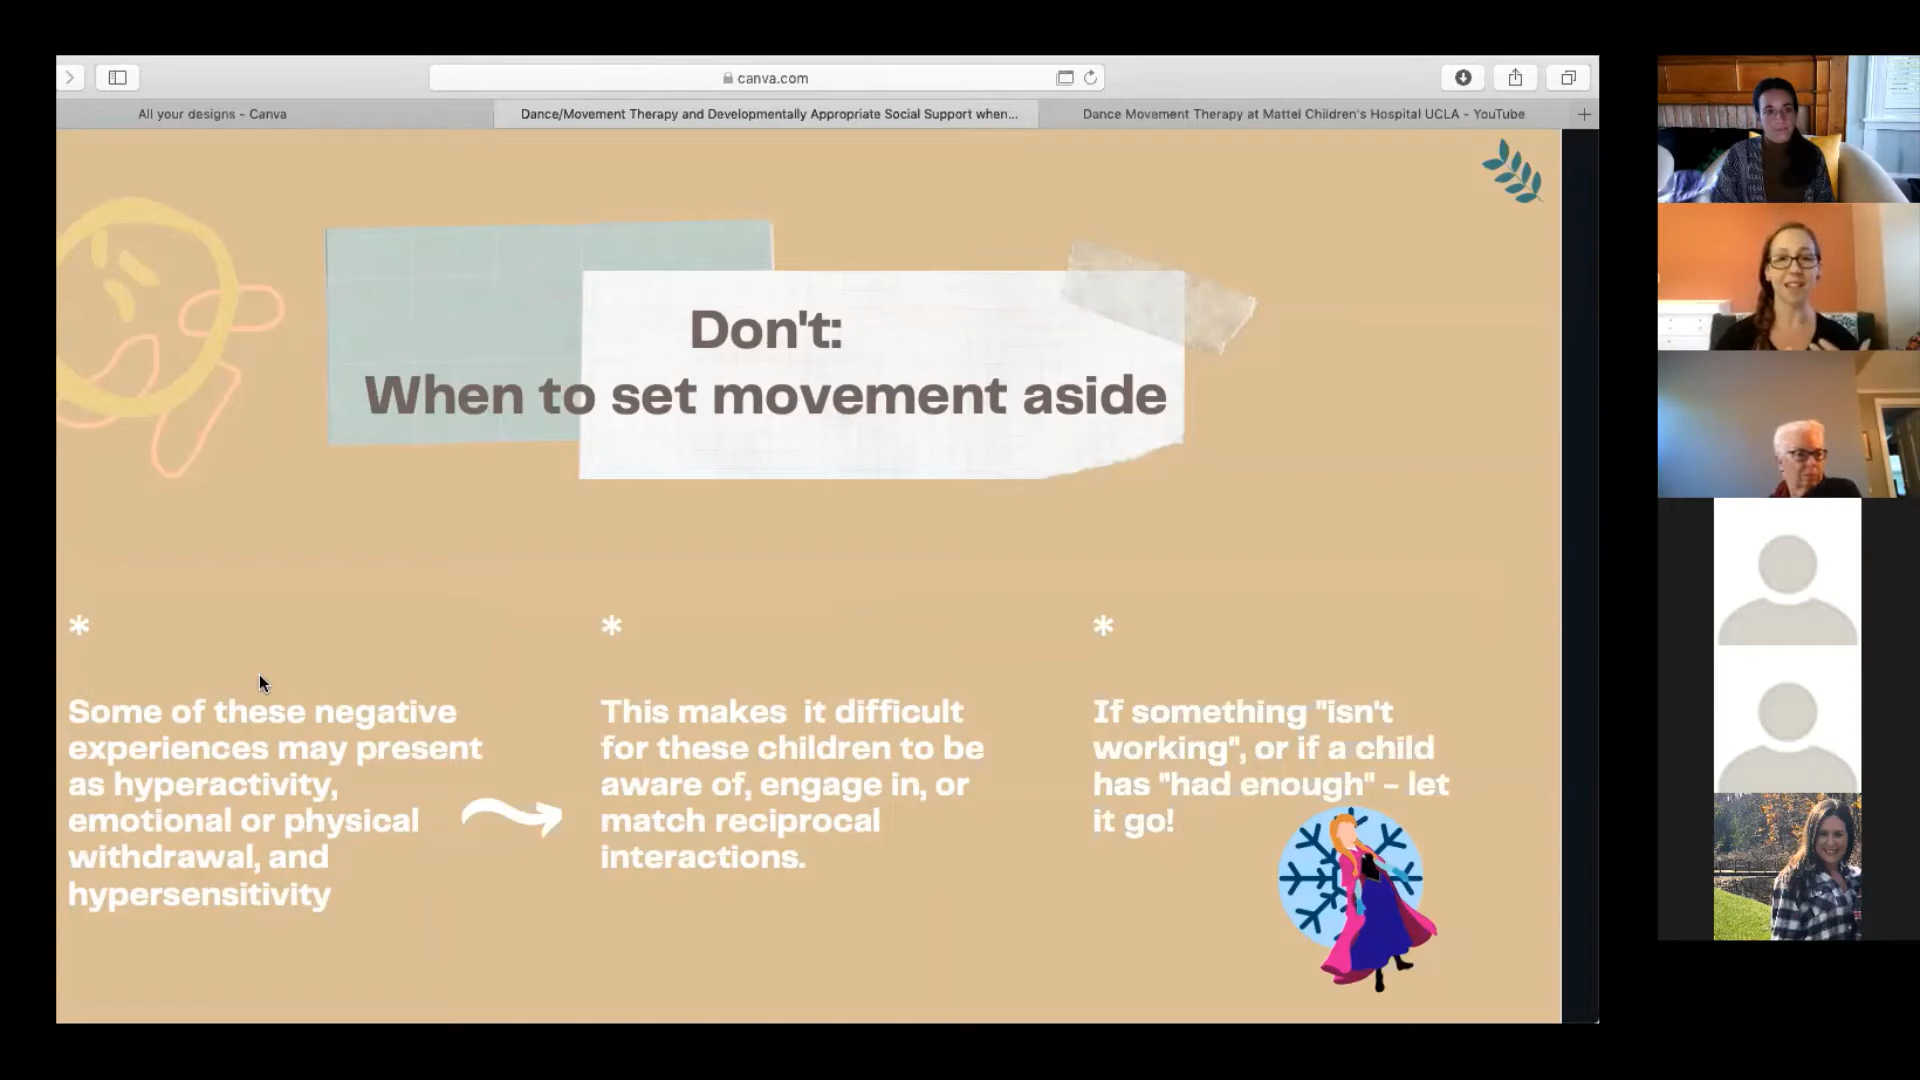 canva.com
All your designs - Canva
Dance/Movement Therapy and Developmentally Appropriate Social Support when...
Dance Movement Therapy at Mattel Children's Hospital UCLA - YouTube
Don't:
When to set movement aside
*
Some of these negative
experiences may present
as hyperactivity,
emotional or physical
withdrawal, and
hypersensitivity
*
This makes  it difficult
for these children to be
aware of, engage in, or
match reciprocal
interactions.
*
If something "isn't
working", or if a child
has "had enough" - let
it go!